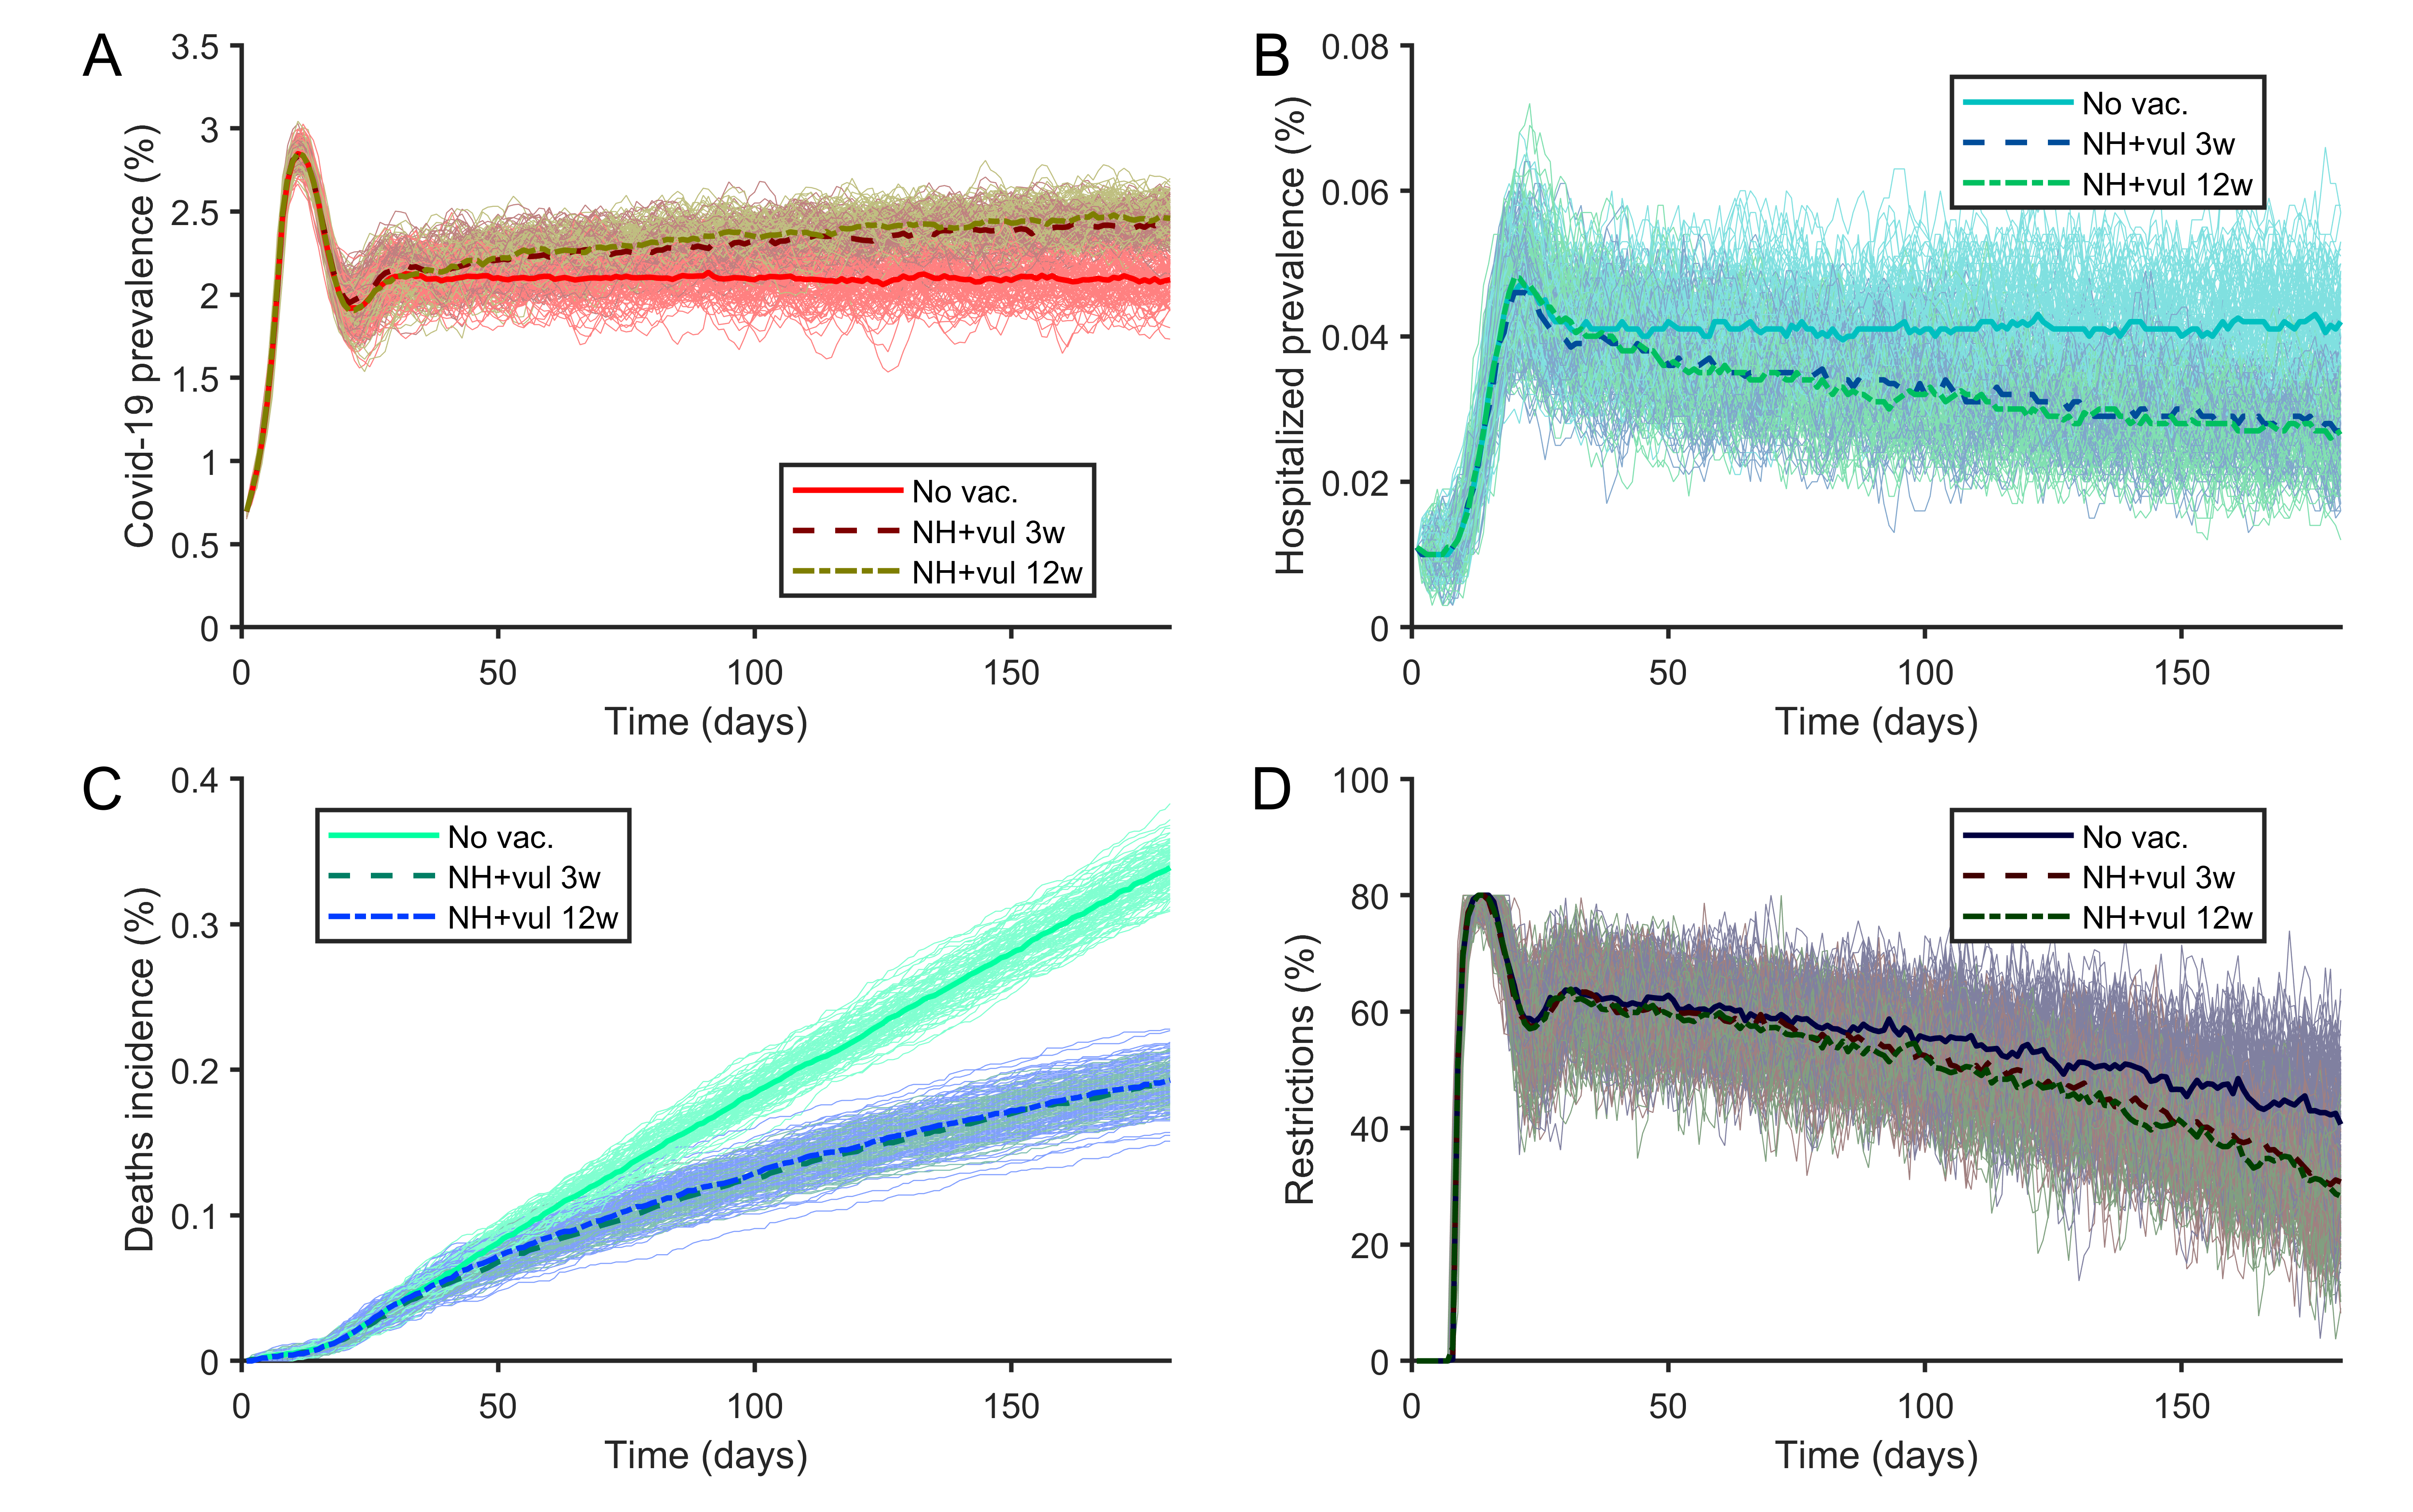 A
3.5
3
2.5
2
1.5
1
0.5
0
Covid-19 prevalence (%)
No vac.
NH+vul 3w
NH+vul 12w
0 50 100 150
Time (days)
B
0.08
0.06
0.04
0.02
0
Hospitalized prevalence (%)
No vac.
NH+vul 3w
NH+vul 12w
0 50 100 150
Time (days)
C
0.4
0.3
0.2
0.1
0
Deaths incidence (%)
No vac.
NH+vul 3w
NH+vul 12w
0 50 100 150
Time (days)
D
100
80
60
40
20
0
Restrictions (%)
No vac.
NH+vul 3w
NH+vul 12w
0 50 100 150
Time (days)